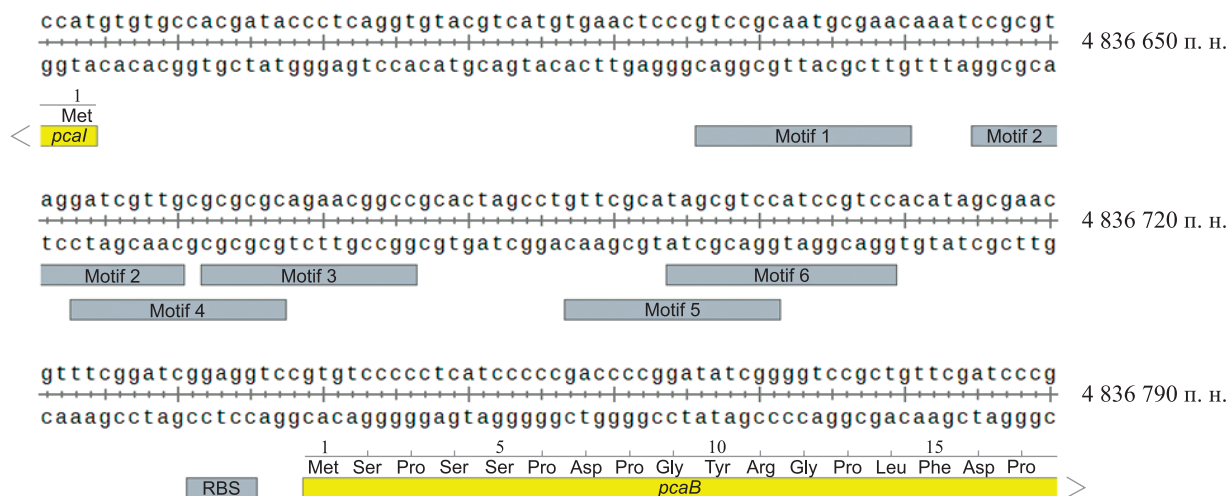 ccatgtgtgccacgataccctcaggtgtacgtcatgtgaactcccgtccgcaatgcgaacaaatccgcgt
4 836 650 п. н.
ggtacacacggtgctatgggagtccacatgcagtacacttgagggcaggcgttacgcttgtttaggcgca
1
Met
pcaI Motif 1 Motif 2
aggatcgttgcgcgcgcagaacggccgcactagcctgttcgcatagcgtccatccgtccacatagcgaac
4 836 720 п. н.
tcctagcaacgcgcgcgtcttgccggcgtgatcggacaagcgtatcgcaggtaggcaggtgtatcgcttg
Motif 2 Motif 3 Motif 6
Motif 4 Motif 5
gtttcggatcggaggtccgtgtccccctcatcccccgaccccggatatcggggtccgctgttcgatcccg
4 836 790 п. н.
caaagcctagcctccaggcacagggggagtagggggctggggcctatagccccaggcgacaagctagggc
1 5 10 15
Met Ser Pro Ser Ser Pro Asp Pro Gly Tyr Arg Gly Pro Leu Phe Asp Pro
RBS pcaB